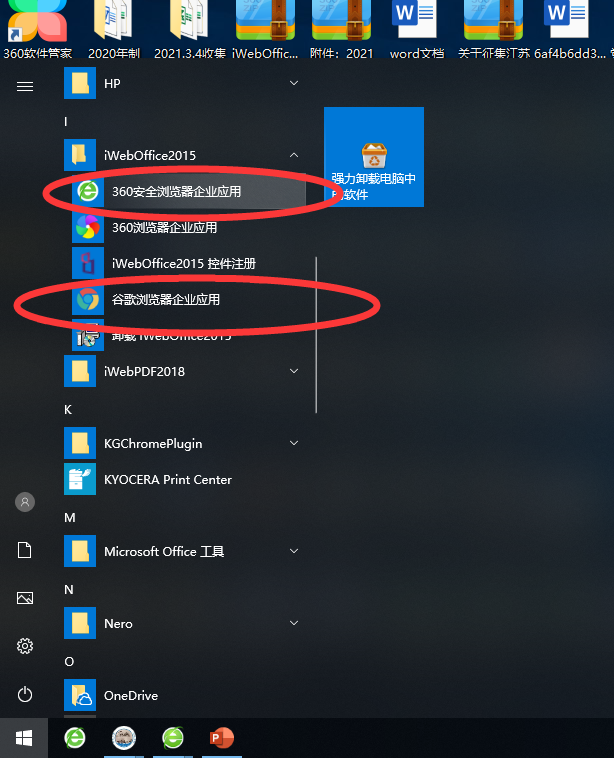 360软件管家 2020年制 2021.3.4收集 iWebOffic... 附件：2021 word文档 关于征集江苏 6af4b6dd3...
HP
I
iWebOffice2015
360安全浏览器企业应用
360浏览器企业应用
iWebOffice2015 控件注册
谷歌浏览器企业应用
卸载 iWebOffice2015
iWebPDF2018
K
KGChromePlugin
KYOCERA Print Center
M
Microsoft Office 工具
N
Nero
O
OneDrive
强力卸载电脑中
的软件